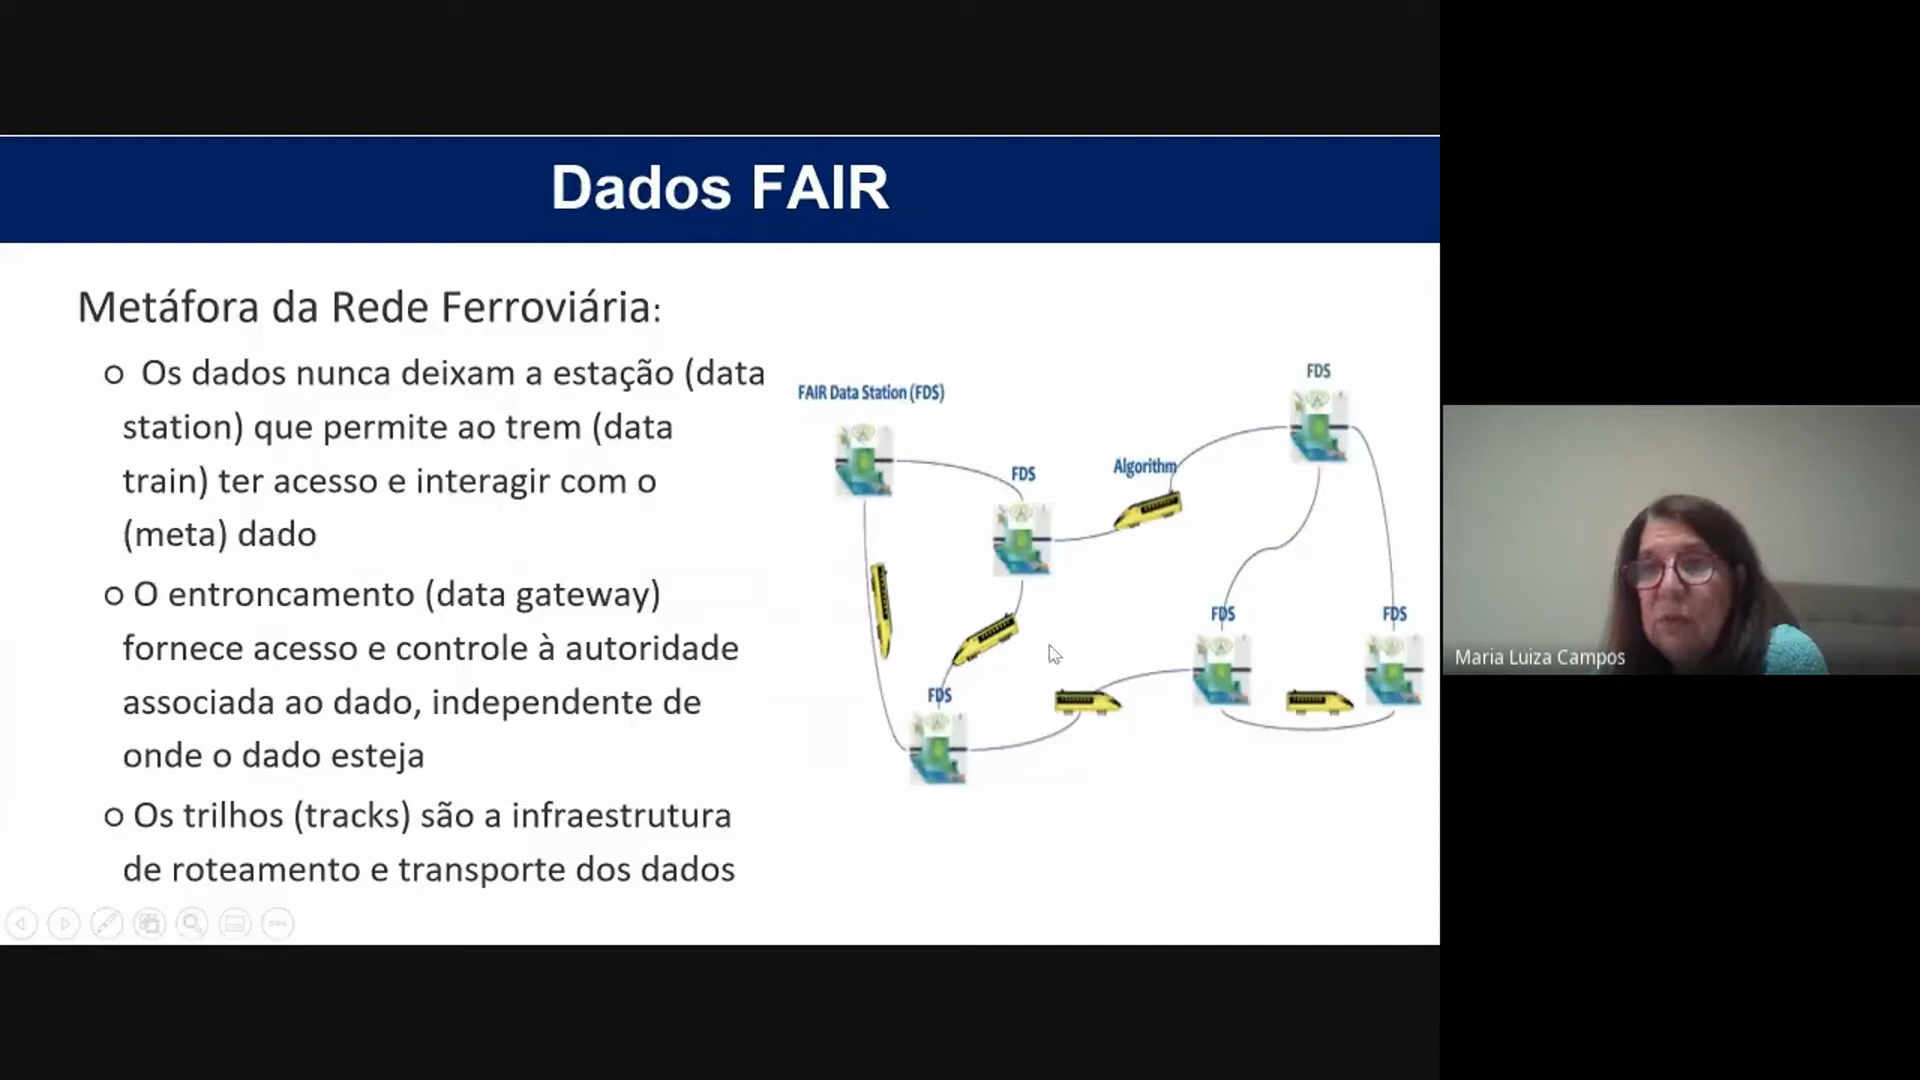 Dados FAIR
Metáfora da Rede Ferroviária:
Os dados nunca deixam a estação (data
station) que permite ao trem (data
train) ter acesso e interagir com o
(meta) dado
O entroncamento (data gateway)
fornece acesso e controle à autoridade
associada ao dado, independente de
onde o dado esteja
Os trilhos (tracks) são a infraestrutura
de roteamento e transporte dos dados
FAIR Data Station (FDS)
FDS
Algorithm
FDS
FDS
FDS
FDS
Maria Luiza Campos